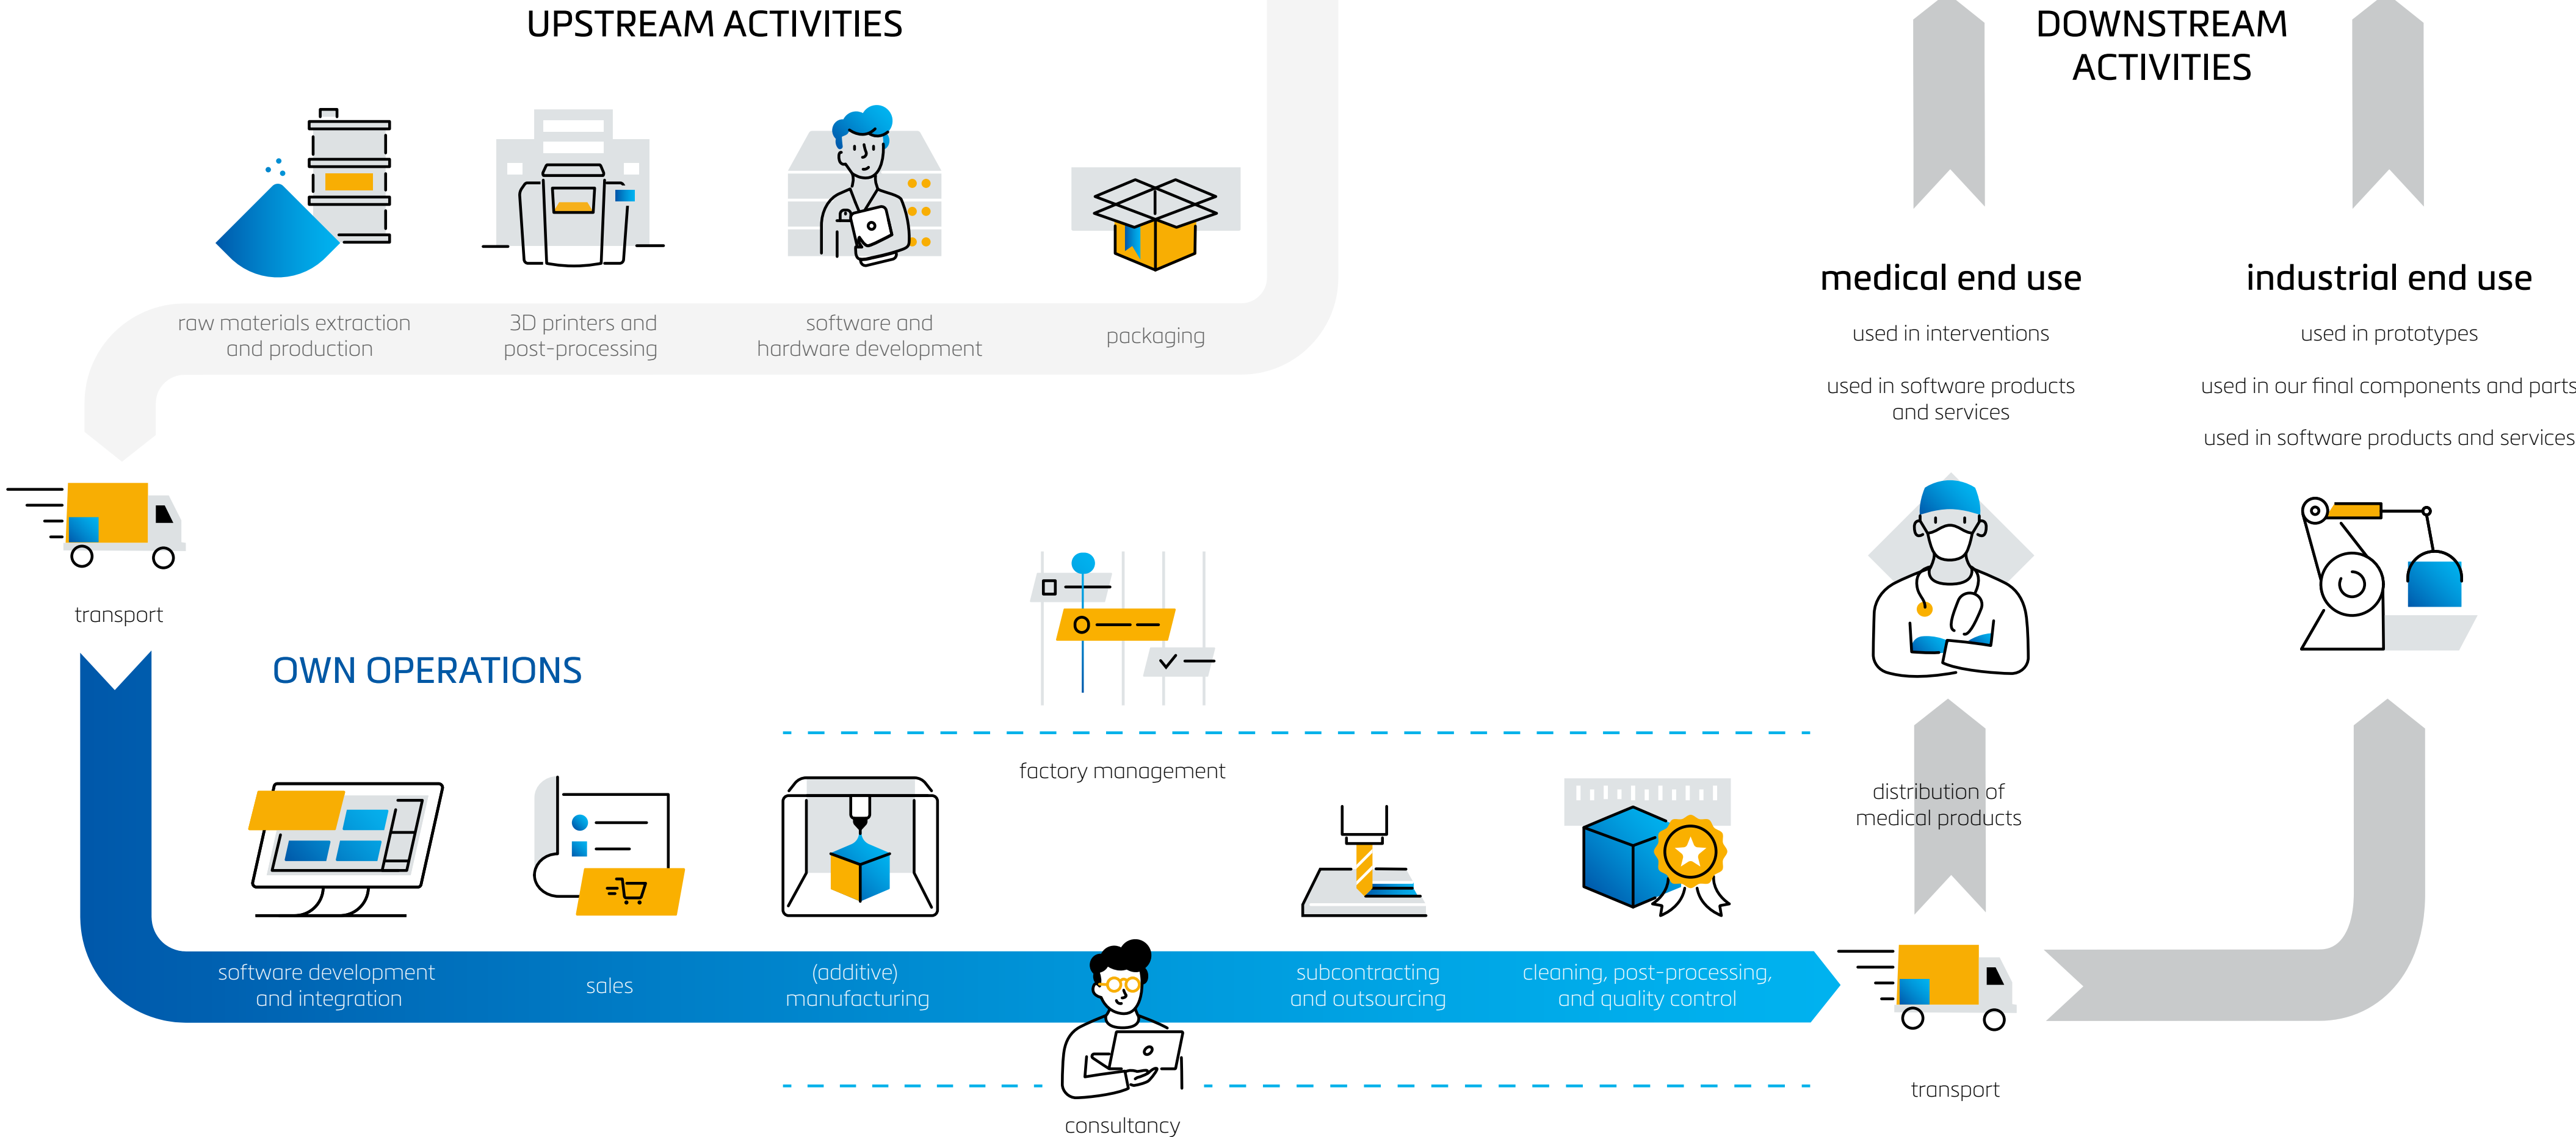 UPSTREAM ACTIVITIES
raw materials extraction
and production
3D printers and
post-processing
software and
hardware development
packaging
transport
OWN OPERATIONS
factory management
software development
and integration
sales
(additive)
manufacturing
subcontracting
and outsourcing
cleaning, post-processing,
and quality control
consultancy
transport
DOWNSTREAM
ACTIVITIES
medical end use
used in interventions
used in software products
and services
distribution of
medical products
industrial end use
used in prototypes
used in our final components and parts
used in software products and services